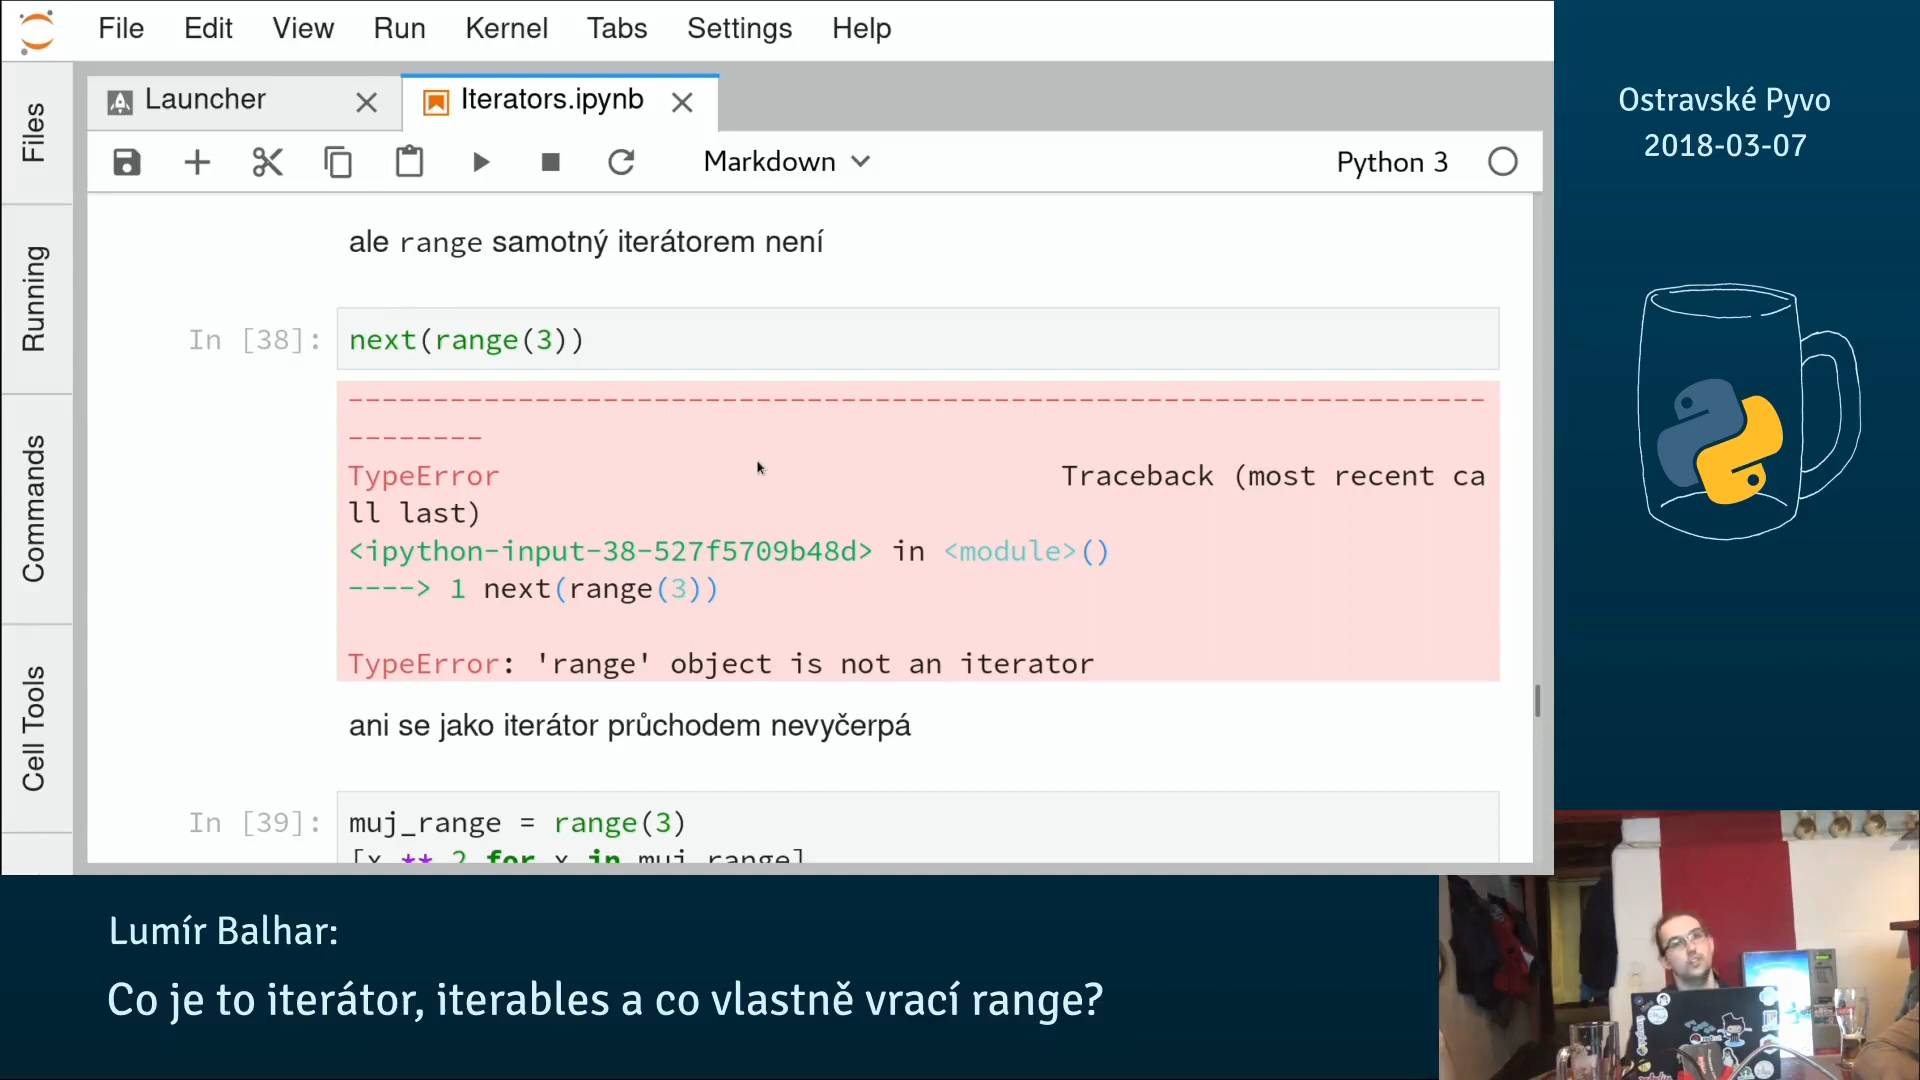 File Edit View Run Kernel Tabs Settings Help
Launcher
Iterators.ipynb
Markdown
Python 3
Files
Running
Commands
Cell Tools
ale range samotný iterátorem není
In [38]: next(range(3))
---------------------------------------------------------------------------
TypeError Traceback (most recent ca
ll last)
<ipython-input-38-527f5709b48d> in <module>()
----> 1 next(range(3))
TypeError: 'range' object is not an iterator
ani se jako iterátor průchodem nevyčerpá
In [39]: muj_range = range(3)
[x ** 2 for x in muj_range]
Ostravské Pyvo
2018-03-07
Lumír Balhar:
Co je to iterátor, iterables a co vlastně vrací range?